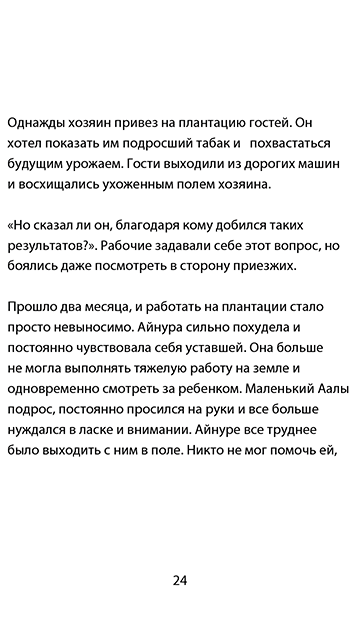 Однажды хозяин привез на плантацию гостей. Он
хотел показать им подросший табак и похвастаться
будущим урожаем. Гости выходили из дорогих машин
и восхищались ухоженным полем хозяина.
«Но сказал ли он, благодаря кому добился таких
результатов?». Рабочие задавали себе этот вопрос, но
боялись даже посмотреть в сторону приезжих.
Прошло два месяца, и работать на плантации стало
просто невыносимо. Айнура сильно похудела и
постоянно чувствовала себя уставшей. Она больше
не могла выполнять тяжелую работу на земле и
одновременно смотреть за ребенком. Маленький Аалы
подрос, постоянно просился на руки и все больше
нуждался в ласке и внимании. Айнуре все труднее
было выходить с ним в поле. Никто не мог помочь ей,
24